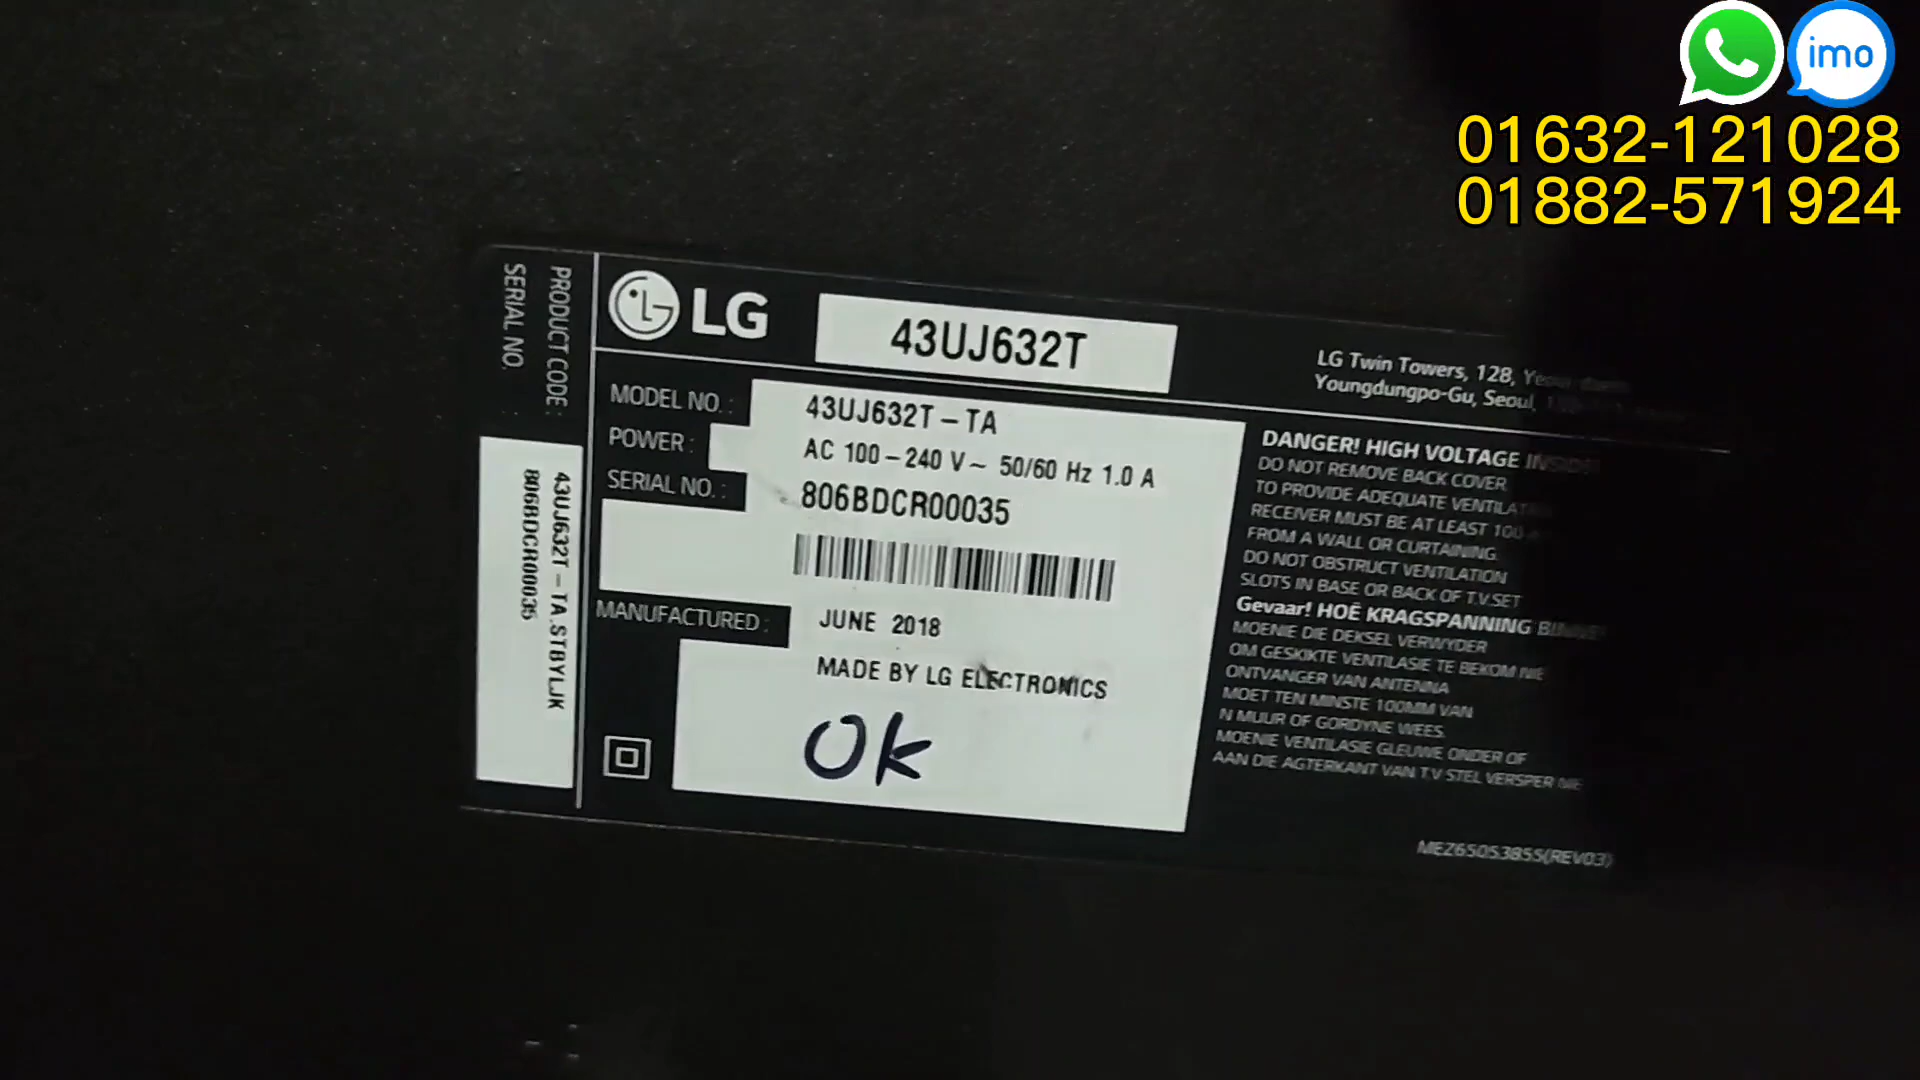 imo
01632-121028
01882-571924
PRODUCT CODE :
SERIAL NO. :
43UJ632T-TA.STBYLJK
806BDCR00035
LG
43UJ632T
LG Twin Towers, 128,
Youngdungpo-Gu, Seoul,
MODEL NO. : 43UJ632T-TA
POWER : AC 100-240 V~ 50/60 Hz 1.0 A
SERIAL NO. : 806BDCR00035
MANUFACTURED : JUNE 2018
MADE BY LG ELECTRONICS
Ok
DANGER! HIGH VOLTAGE INSIDE!
DO NOT REMOVE BACK COVER
TO PROVIDE ADEQUATE VENTILATION
RECEIVER MUST BE AT LEAST 100
FROM A WALL OR CURTAINING.
DO NOT OBSTRUCT VENTILATION
SLOTS IN BASE OR BACK OF T.V.SET
Gevaar! HOË KRAGSPANNING BINNE!
MOENIE DIE DEKSEL VERWYDER
OM GESKIKTE VENTILASIE TE BEKOM NIE
ONTVANGER VAN ANTENNA
MOET TEN MINSTE 100MM VAN
N MUUR OF GORDYNE WEES.
MOENIE VENTILASIE GLEUWE ONDER OF
AAN DIE AGTERKANT VAN T.V STEL VERSPER NIE
MEZ65053855(REV03)